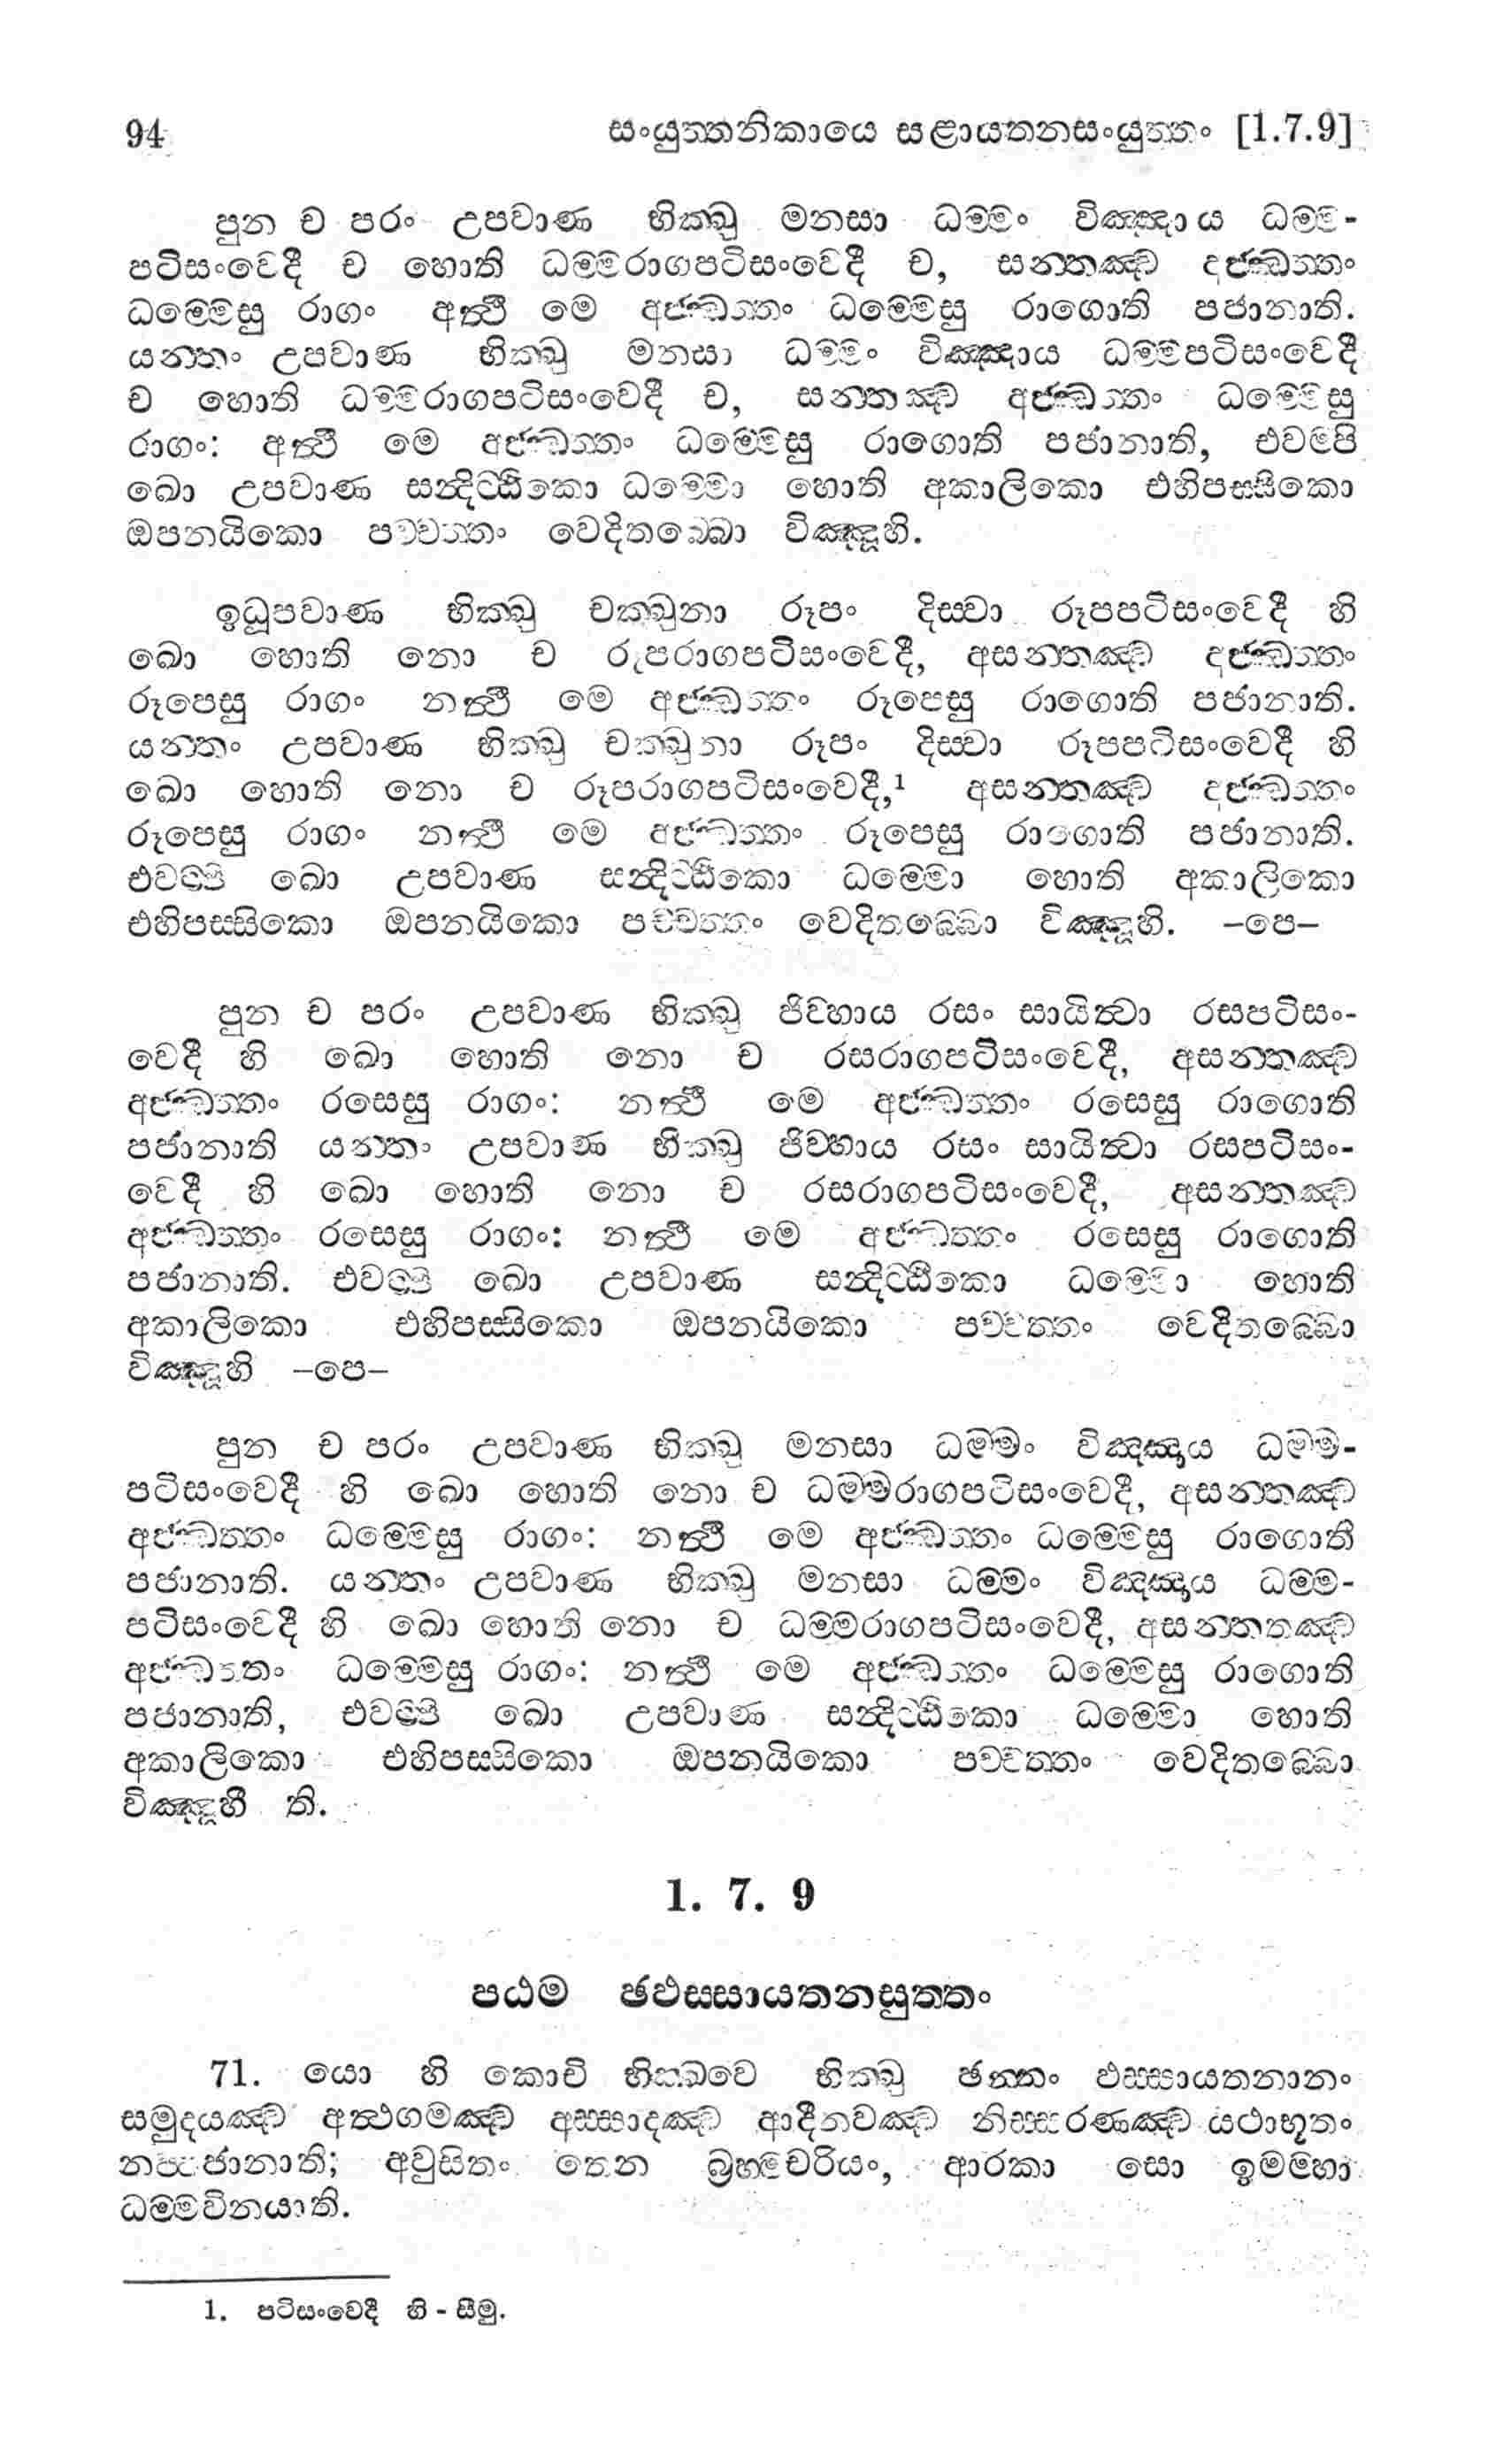 94 සංයුත්තනිකායෙ සළායතනසංයුත්තං [1.7.9]
පුන ච පරං උපවාණ භික්ඛු මනසා ධම්මං විඤ්ඤාය ධම්ම-
පටිසංවෙදී ච හොති ධම්මරාගපටිසංවෙදී ච, සන්තඤ්ච දජ්ඣත්තං
ධම්මෙසු රාගං අත්ථි මෙ අජ්ඣත්තං ධම්මෙසු රාගොති පජානාති.
යන්තං උපවාණ භික්ඛු මනසා ධම්මං විඤ්ඤාය ධම්මපටිසංවෙදී
ච හොති ධම්මරාගපටිසංවෙදී ච, සන්තඤ්ච අජ්ඣත්තං ධම්මෙසු
රාගං: අත්ථි මෙ අජ්ඣත්තං ධම්මෙසු රාගොති පජානාති, එවම්පි
ඛො උපවාණ සන්දිට්ඨිකො ධම්මො හොති අකාලිකො එහිපස්සිකො
ඔපනයිකො පච්චත්තං වෙදිතබ්බො විඤ්ඤූහි.
ඉධූපවාණ භික්ඛු චක්ඛුනා රූපං දිස්වා රූපපටිසංවෙදී හි
ඛො හොති නො ච රූපරාගපටිසංවෙදී, අසන්තඤ්ච දජ්ඣත්තං
රූපෙසු රාගං නත්ථි මෙ අජ්ඣත්තං රූපෙසු රාගොති පජානාති.
යන්තං උපවාණ භික්ඛු චක්ඛුනා රූපං දිස්වා රූපපටිසංවෙදී හි
ඛො හොති නො ච රූපරාගපටිසංවෙදී,¹ අසන්තඤ්ච දජ්ඣත්තං
රූපෙසු රාගං නත්ථි මෙ අජ්ඣත්තං රූපෙසු රාගොති පජානාති.
එවම්පි ඛො උපවාණ සන්දිට්ඨිකො ධම්මො හොති අකාලිකො
එහිපස්සිකො ඔපනයිකො පච්චත්තං වෙදිතබ්බො විඤ්ඤූහි. –පෙ–
පුන ච පරං උපවාණ භික්ඛු ජිව්හාය රසං සායිත්වා රසපටිසං-
වෙදී හි ඛො හොති නො ච රසරාගපටිසංවෙදී, අසන්තඤ්ච
අජ්ඣත්තං රසෙසු රාගං: නත්ථි මෙ අජ්ඣත්තං රසෙසු රාගොති
පජානාති යන්තං උපවාණ භික්ඛු ජිව්හාය රසං සායිත්වා රසපටිසං-
වෙදී හි ඛො හොති නො ච රසරාගපටිසංවෙදී, අසන්තඤ්ච
අජ්ඣත්තං රසෙසු රාගං: නත්ථි මෙ අජ්ඣත්තං රසෙසු රාගොති
පජානාති. එවම්පි ඛො උපවාණ සන්දිට්ඨිකො ධම්මො හොති
අකාලිකො එහිපස්සිකො ඔපනයිකො පච්චත්තං වෙදිතබ්බො
විඤ්ඤූහි –පෙ–
පුන ච පරං උපවාණ භික්ඛු මනසා ධම්මං විඤ්ඤාය ධම්ම-
පටිසංවෙදී හි ඛො හොති නො ච ධම්මරාගපටිසංවෙදී, අසන්තඤ්ච
අජ්ඣත්තං ධම්මෙසු රාගං: නත්ථි මෙ අජ්ඣත්තං ධම්මෙසු රාගොති
පජානාති. යන්තං උපවාණ භික්ඛු මනසා ධම්මං විඤ්ඤාය ධම්ම-
පටිසංවෙදී හි ඛො හොති නො ච ධම්මරාගපටිසංවෙදී, අසන්තතඤ්ච
අජ්ඣත්තං ධම්මෙසු රාගං: නත්ථි මෙ අජ්ඣත්තං ධම්මෙසු රාගොති
පජානාති, එවම්පි ඛො උපවාණ සන්දිට්ඨිකො ධම්මො හොති
අකාලිකො එහිපස්සිකො ඔපනයිකො පච්චත්තං වෙදිතබ්බො
විඤ්ඤූහී ති.
1. 7. 9
පඨම ඡඵස්සායතනසුත්තං
71. යො හි කොචි භික්ඛවෙ භික්ඛු ඡන්නං ඵස්සායතනානං
සමුදයඤ්ච අත්ථගමඤ්ච අස්සාදඤ්ච ආදීනවඤ්ච නිස්සරණඤ්ච යථාභූතං
නප්පජානාති; අවුසිතං තෙන බ්‍රහ්මචරියං, ආරකා සො ඉමම්හා
ධම්මවිනයාති.
1. පටිසංවෙදී හි - සීමු.